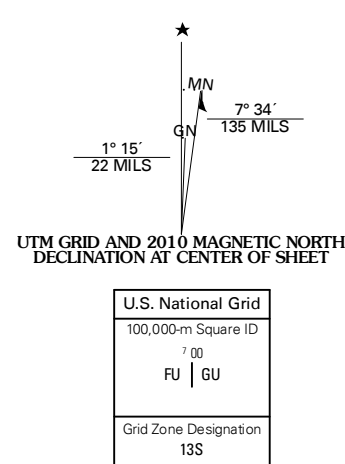 ★
MN
7° 34´
135 MILS
GN
1° 15´
22 MILS
UTM GRID AND 2010 MAGNETIC NORTH
DECLINATION AT CENTER OF SHEET
U.S. National Grid
100,000-m Square ID
7 00
FU GU
Grid Zone Designation
13S